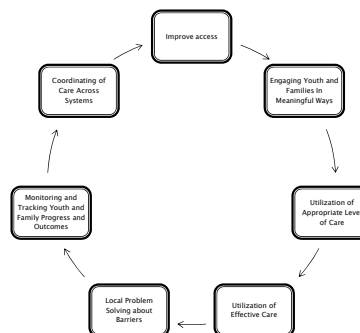 Improve access
Engaging Youth and
Families In
Meaningful Ways
Utilization of
Appropriate Level
of Care
Utilization of
Effective Care
Local Problem
Solving about
Barriers
Monitoring and
Tracking Youth and
Family Progress and
Outcomes
Coordinating of
Care Across
Systems